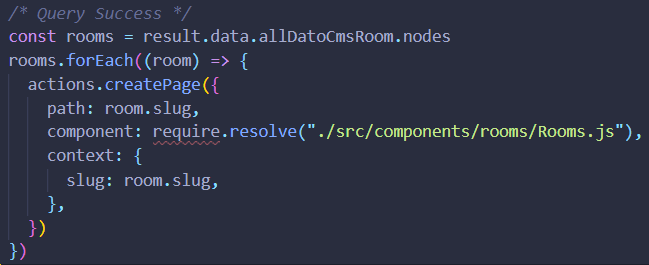 /* Query Success */
const rooms = result.data.allDatoCmsRoom.nodes
rooms.forEach((room) => {
  actions.createPage({
    path: room.slug,
    component: require.resolve("./src/components/rooms/Rooms.js"),
    context: {
      slug: room.slug,
    },
  })
})